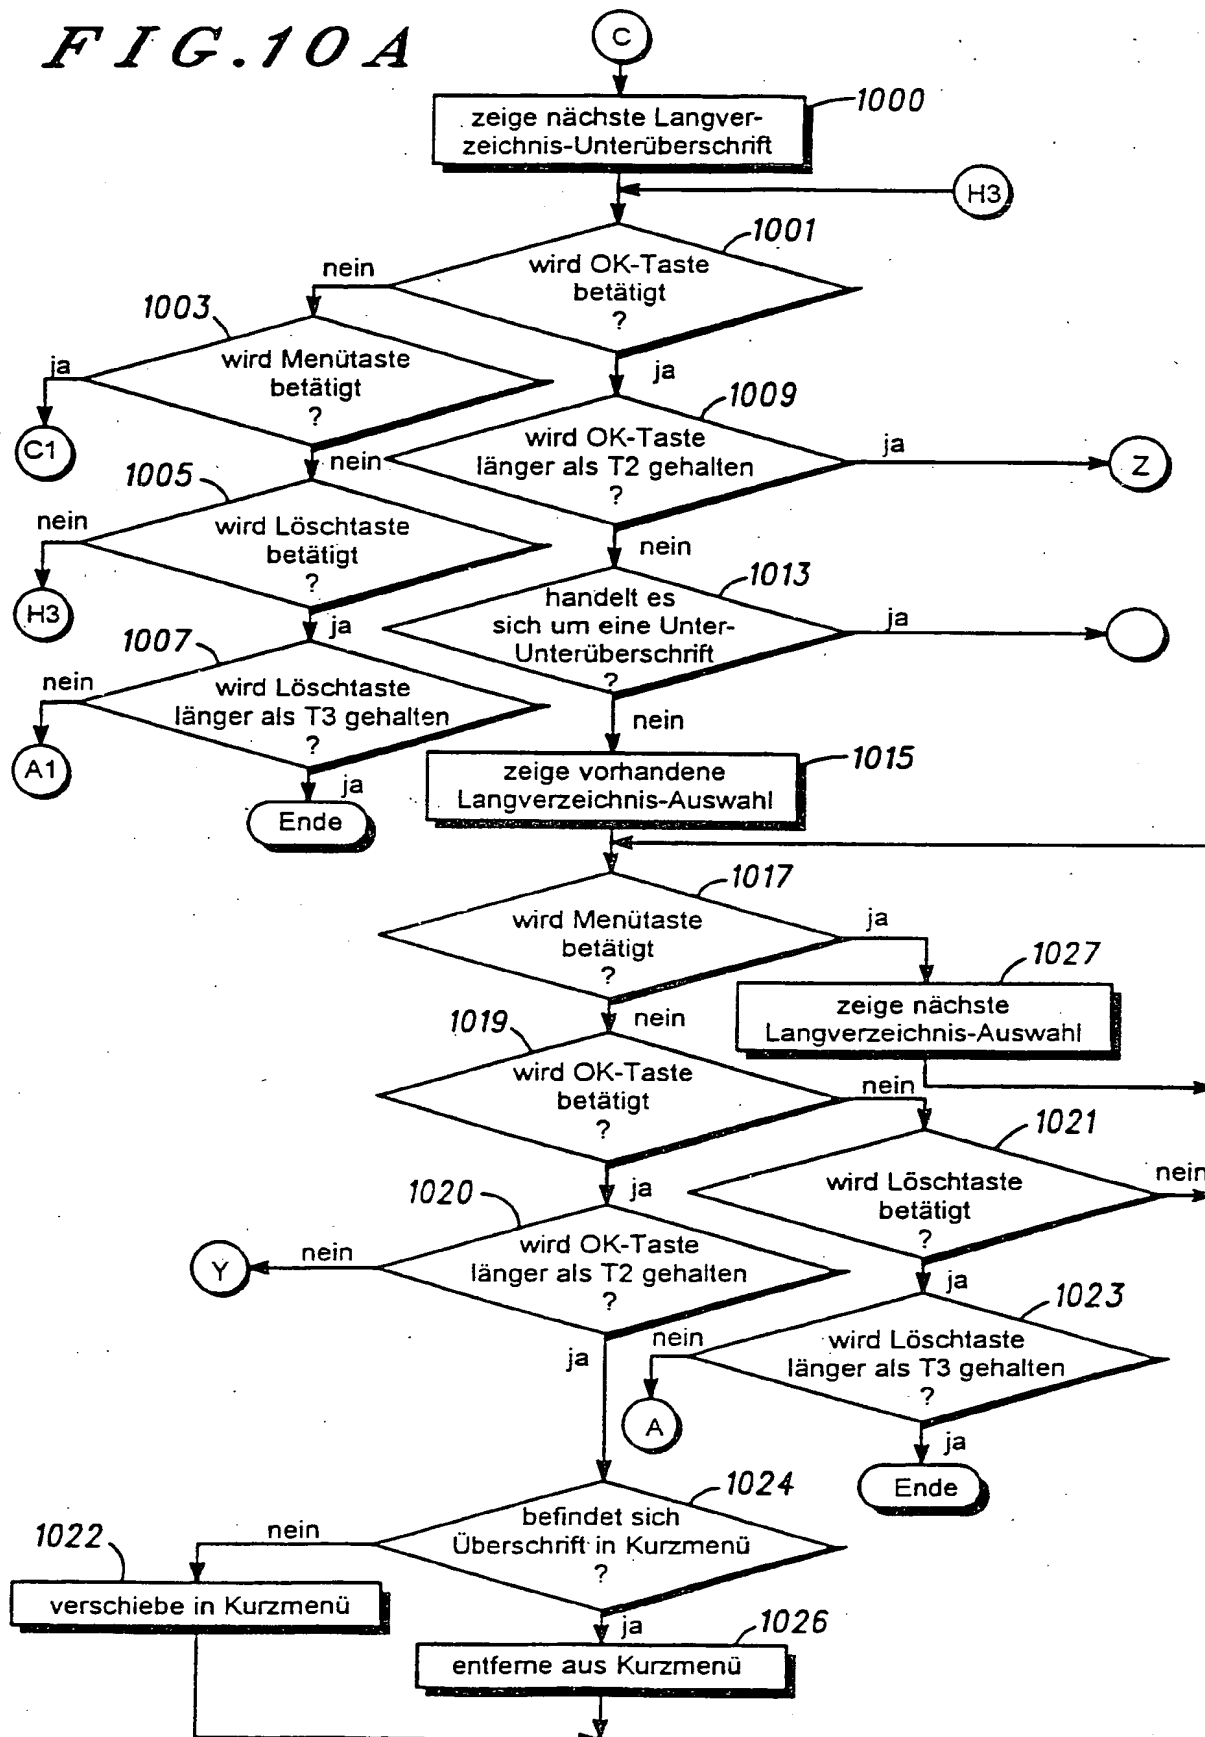 FIG.10A
C
1000
zeige nächste Langver-
zeichnis-Unterüberschrift
H3
1001
wird OK-Taste
betätigt
?
nein
ja
1003
wird Menütaste
betätigt
?
ja
nein
C1
1009
wird OK-Taste
länger als T2 gehalten
?
ja
Z
nein
1005
wird Löschtaste
betätigt
?
nein
H3
ja
1013
handelt es
sich um eine Unter-
Unterüberschrift
?
ja
nein
1007
wird Löschtaste
länger als T3 gehalten
?
nein
A1
ja
Ende
1015
zeige vorhandene
Langverzeichnis-Auswahl
1017
wird Menütaste
betätigt
?
ja
nein
1027
zeige nächste
Langverzeichnis-Auswahl
1019
wird OK-Taste
betätigt
?
nein
ja
1021
wird Löschtaste
betätigt
?
nein
ja
1020
wird OK-Taste
länger als T2 gehalten
?
nein
Y
ja
1023
wird Löschtaste
länger als T3 gehalten
?
nein
A
ja
Ende
1024
befindet sich
Überschrift in Kurzmenü
?
nein
ja
1022
verschiebe in Kurzmenü
1026
entferne aus Kurzmenü